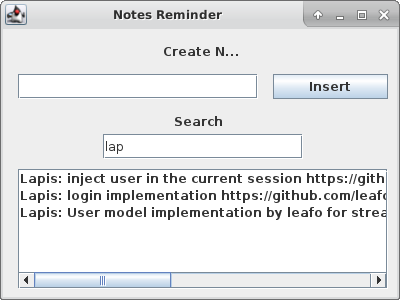 Notes Reminder
Create N...
Insert
Search
lap
Lapis: inject user in the current session https://gith
Lapis: login implementation https://github.com/leafo
Lapis: User model implementation by leafo for strea